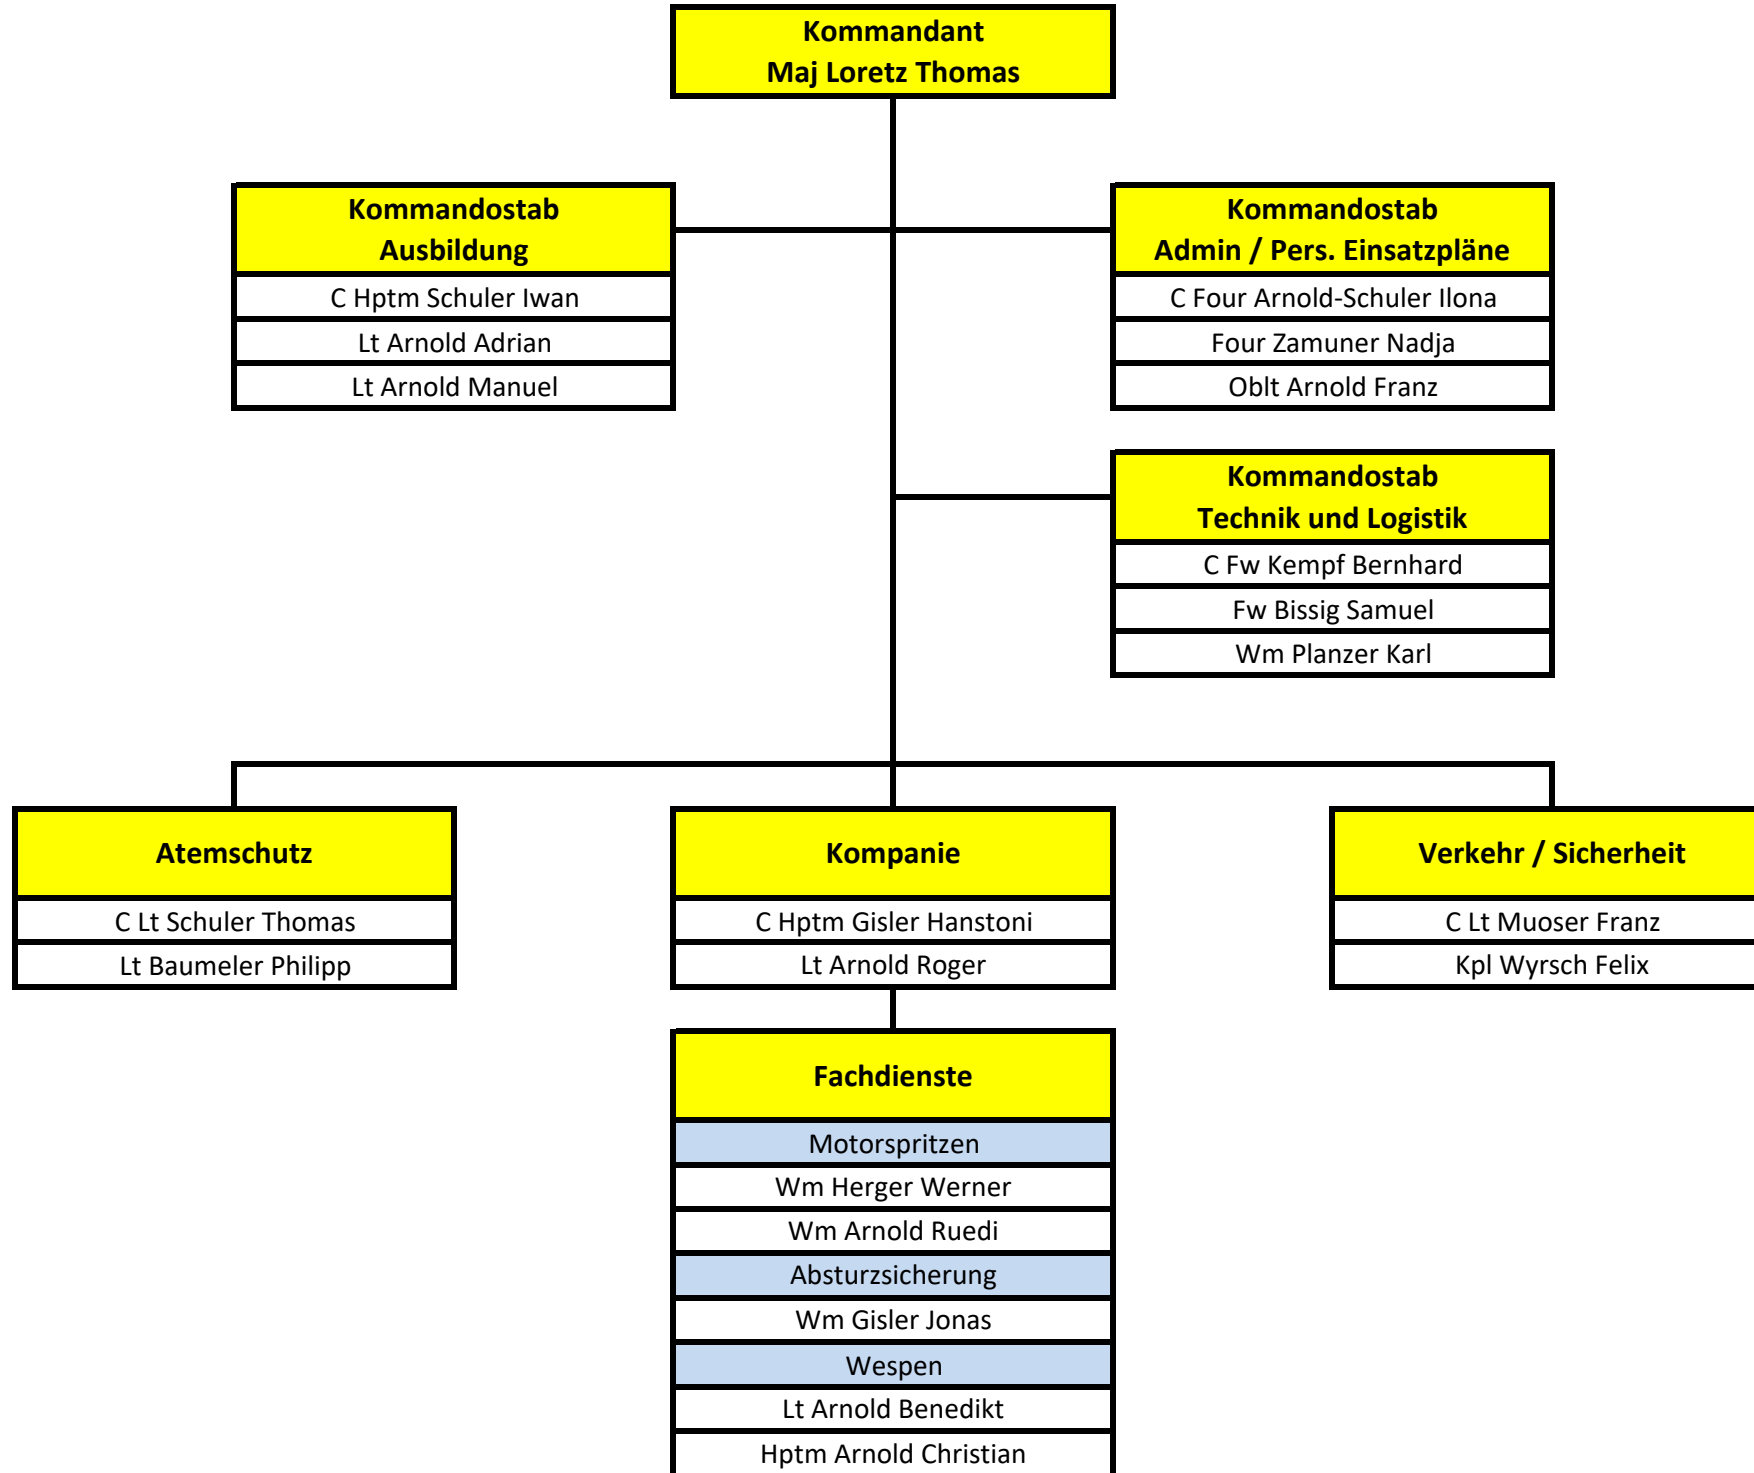 Kommandant
Maj Loretz Thomas
Kommandostab
Ausbildung
C Hptm Schuler Iwan
Lt Arnold Adrian
Lt Arnold Manuel
Kommandostab
Admin / Pers. Einsatzpläne
C Four Arnold-Schuler Ilona
Four Zamuner Nadja
Oblt Arnold Franz
Kommandostab
Technik und Logistik
C Fw Kempf Bernhard
Fw Bissig Samuel
Wm Planzer Karl
Atemschutz
C Lt Schuler Thomas
Lt Baumeler Philipp
Kompanie
C Hptm Gisler Hanstoni
Lt Arnold Roger
Verkehr / Sicherheit
C Lt Muoser Franz
Kpl Wyrsch Felix
Fachdienste
Motorspritzen
Wm Herger Werner
Wm Arnold Ruedi
Absturzsicherung
Wm Gisler Jonas
Wespen
Lt Arnold Benedikt
Hptm Arnold Christian